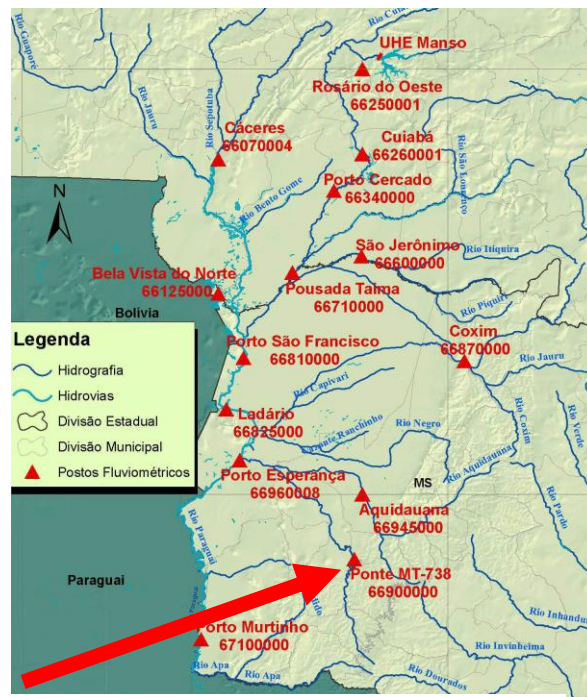 Rio Guaporé
Rio Cuia
UHE Manso
Rosário do Oeste
66250001
Rio Jauru
Rio Sepotuba
Cáceres
66070004
Cuiabá
66260001
Rio São Lourenço
Porto Cercado
66340000
Rio Bento Gome
N
São Jerônimo
66600000
Rio Itiquira
Bela Vista do Norte
66125000
Pousada Taima
66710000
Rio Piquiri
Bolivia
Coxim
66870000
Legenda
Hidrografia
Hidrovias
Divisão Estadual
Divisão Municipal
Postos Fluviométricos
Porto São Francisco
66810000
Rio Jauru
Rio Capivari
Ladário
66825000
Rio Coxim
Rio Verde
Rio Negro
Porto Esperança
66960008
MS
Rio Aquidauana
Aquidauana
66945000
Rio Pardo
Rio Paraguai
Ponte MT-738
66900000
Paraguai
Rio Inhandu
Porto Murtinho
67100000
Rio Invinheima
Rio Apa
Rio Apa
Rio Dourados